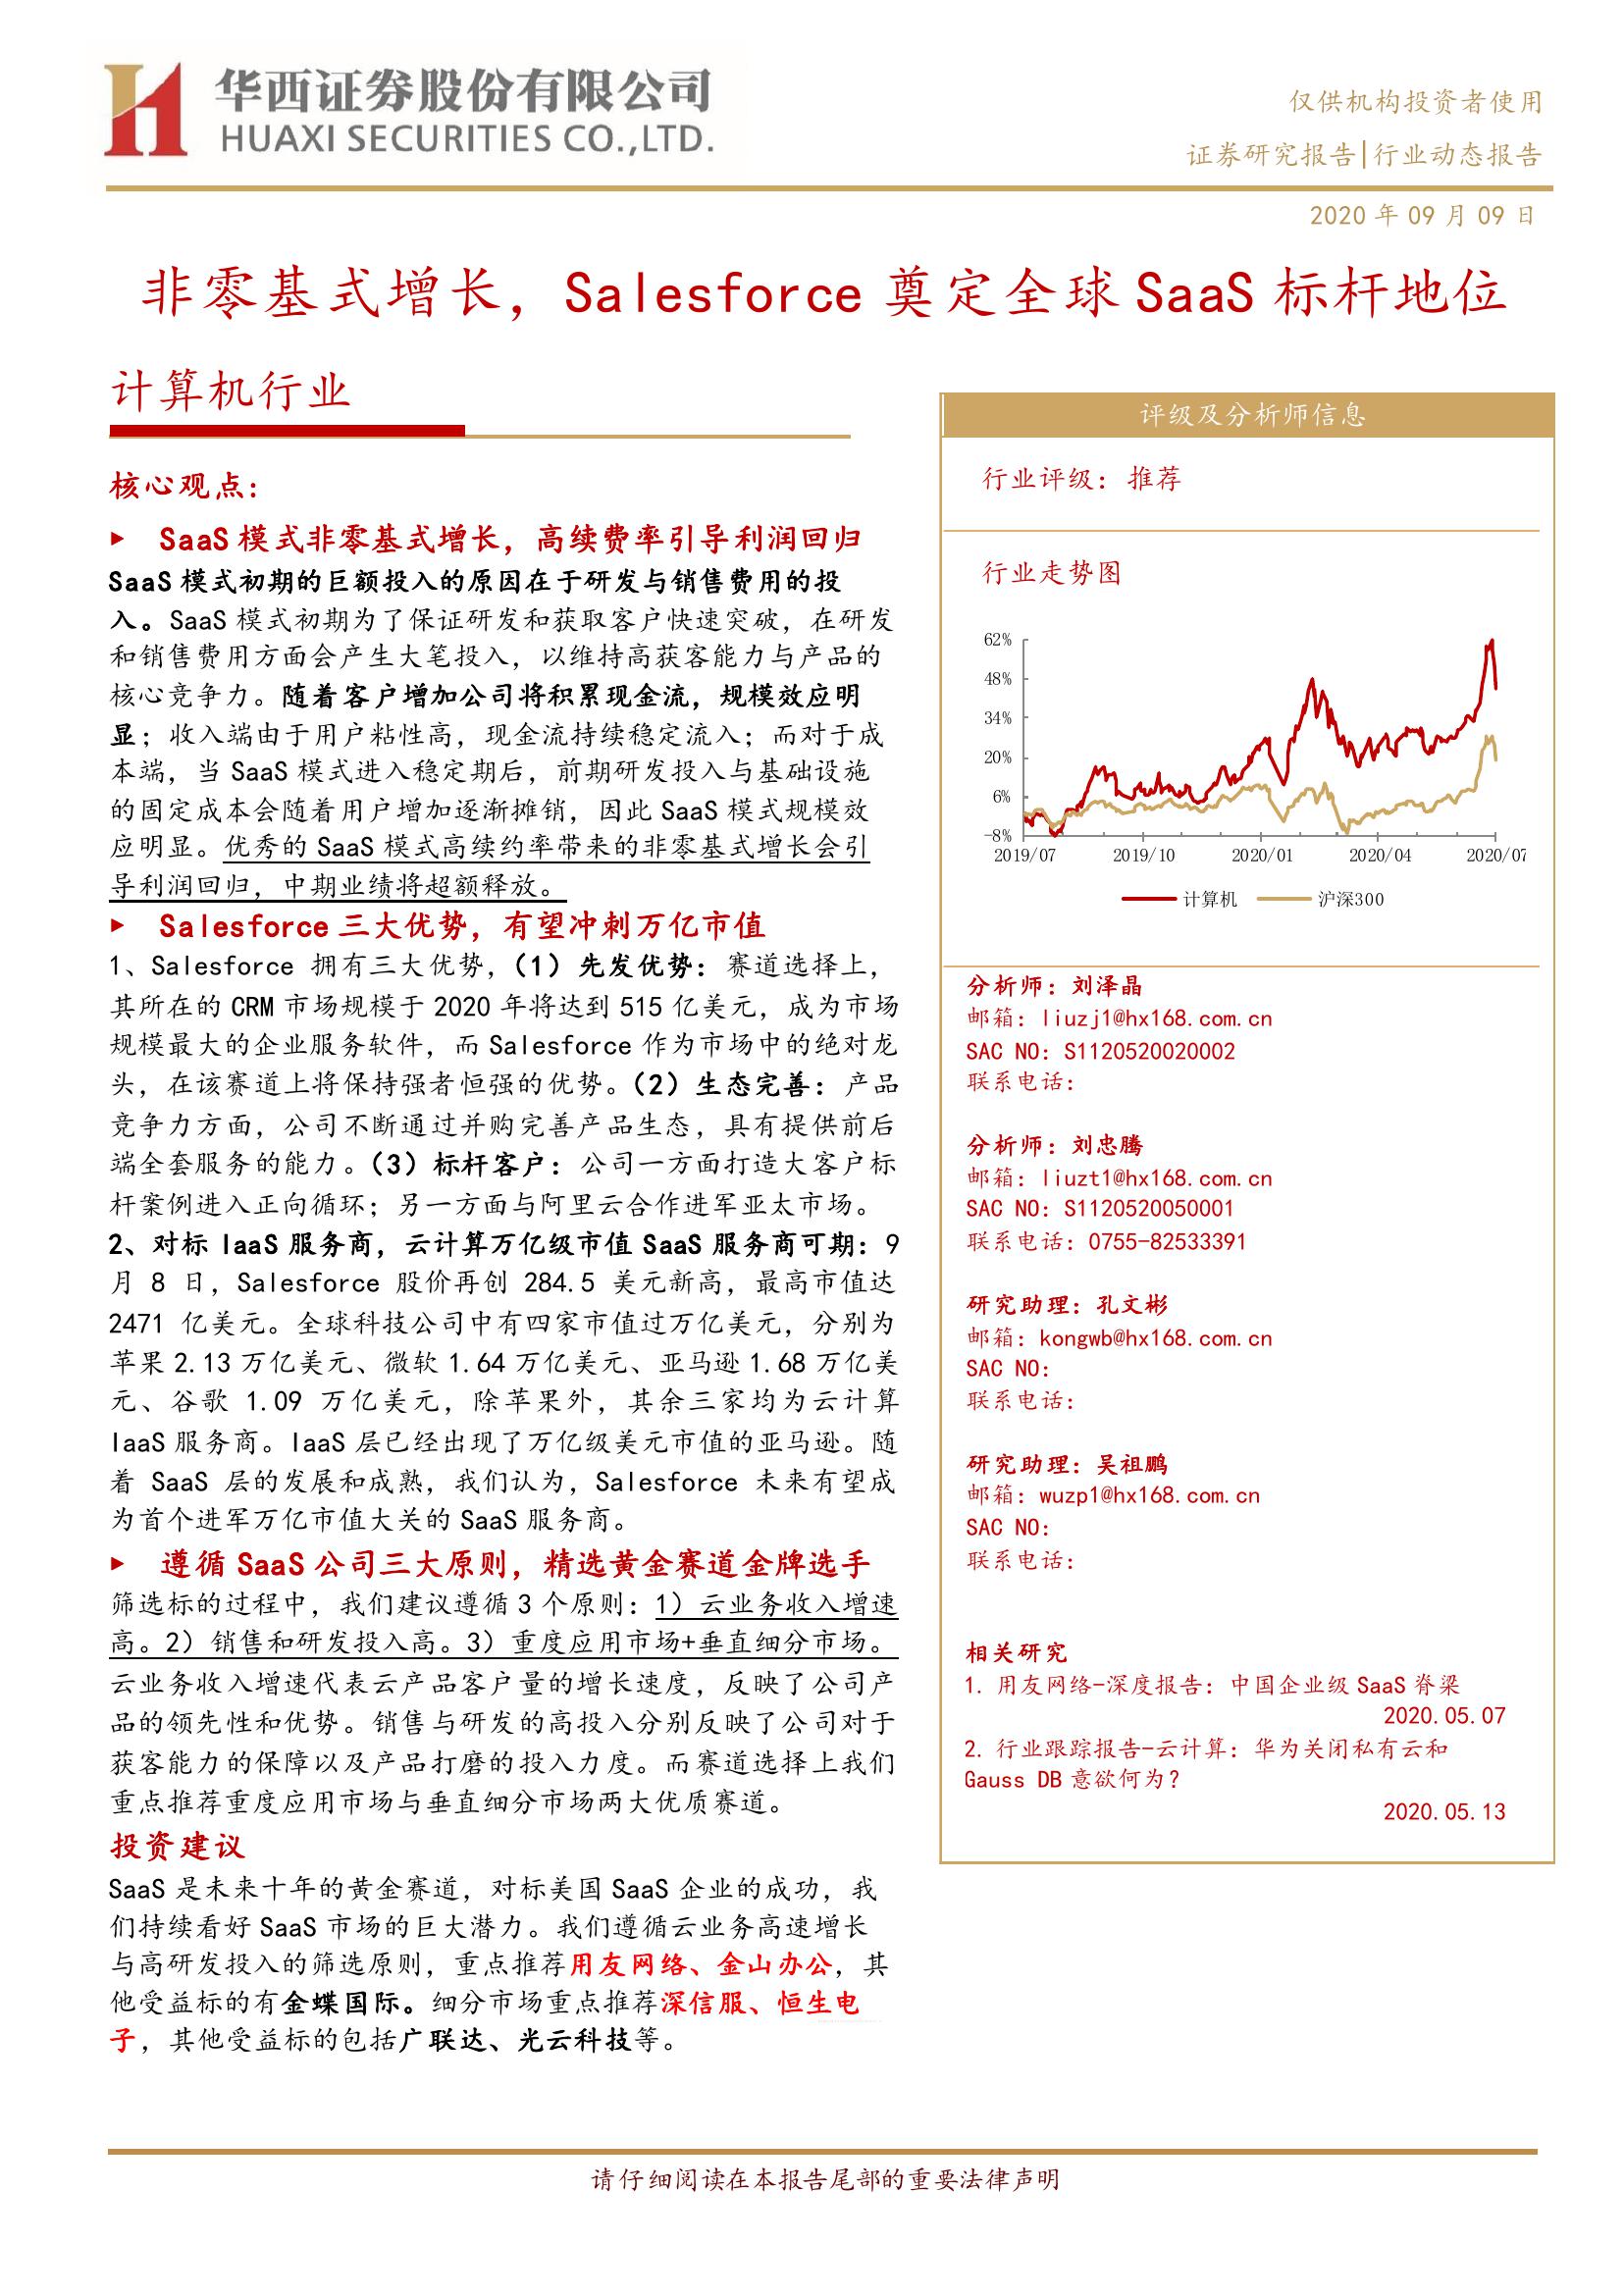 华西证券股份有限公司
HUAXI SECURITIES CO.,LTD.
仅供机构投资者使用
证券研究报告|行业动态报告
2020 年 09 月 09 日
非零基式增长，Salesforce 奠定全球 SaaS 标杆地位
计算机行业
核心观点：
▶ SaaS 模式非零基式增长，高续费率引导利润回归
SaaS 模式初期的巨额投入的原因在于研发与销售费用的投
入。SaaS 模式初期为了保证研发和获取客户快速突破，在研发
和销售费用方面会产生大笔投入，以维持高获客能力与产品的
核心竞争力。随着客户增加公司将积累现金流，规模效应明
显；收入端由于用户粘性高，现金流持续稳定流入；而对于成
本端，当 SaaS 模式进入稳定期后，前期研发投入与基础设施
的固定成本会随着用户增加逐渐摊销，因此 SaaS 模式规模效
应明显。优秀的 SaaS 模式高续约率带来的非零基式增长会引
导利润回归，中期业绩将超额释放。
▶ Salesforce 三大优势，有望冲刺万亿市值
1、Salesforce 拥有三大优势，（1）先发优势：赛道选择上，
其所在的 CRM 市场规模于 2020 年将达到 515 亿美元，成为市场
规模最大的企业服务软件，而 Salesforce 作为市场中的绝对龙
头，在该赛道上将保持强者恒强的优势。（2）生态完善：产品
竞争力方面，公司不断通过并购完善产品生态，具有提供前后
端全套服务的能力。（3）标杆客户：公司一方面打造大客户标
杆案例进入正向循环；另一方面与阿里云合作进军亚太市场。
2、对标 IaaS 服务商，云计算万亿级市值 SaaS 服务商可期：9
月 8 日，Salesforce 股价再创 284.5 美元新高，最高市值达
2471 亿美元。全球科技公司中有四家市值过万亿美元，分别为
苹果 2.13 万亿美元、微软 1.64 万亿美元、亚马逊 1.68 万亿美
元、谷歌 1.09 万亿美元，除苹果外，其余三家均为云计算
IaaS 服务商。IaaS 层已经出现了万亿级美元市值的亚马逊。随
着 SaaS 层的发展和成熟，我们认为，Salesforce 未来有望成
为首个进军万亿市值大关的 SaaS 服务商。
▶ 遵循 SaaS 公司三大原则，精选黄金赛道金牌选手
筛选标的过程中，我们建议遵循 3 个原则：1）云业务收入增速
高。2）销售和研发投入高。3）重度应用市场+垂直细分市场。
云业务收入增速代表云产品客户量的增长速度，反映了公司产
品的领先性和优势。销售与研发的高投入分别反映了公司对于
获客能力的保障以及产品打磨的投入力度。而赛道选择上我们
重点推荐重度应用市场与垂直细分市场两大优质赛道。
投资建议
SaaS 是未来十年的黄金赛道，对标美国 SaaS 企业的成功，我
们持续看好 SaaS 市场的巨大潜力。我们遵循云业务高速增长
与高研发投入的筛选原则，重点推荐用友网络、金山办公，其
他受益标的有金蝶国际。细分市场重点推荐深信服、恒生电
子，其他受益标的包括广联达、光云科技等。
评级及分析师信息
行业评级：推荐
行业走势图
62%
48%
34%
20%
6%
-8%
2019/07 2019/10 2020/01 2020/04 2020/07
计算机 沪深300
分析师：刘泽晶
邮箱：liuzj1@hx168.com.cn
SAC NO：S1120520020002
联系电话：
分析师：刘忠腾
邮箱：liuzt1@hx168.com.cn
SAC NO：S1120520050001
联系电话：0755-82533391
研究助理：孔文彬
邮箱：kongwb@hx168.com.cn
SAC NO：
联系电话：
研究助理：吴祖鹏
邮箱：wuzp1@hx168.com.cn
SAC NO：
联系电话：
相关研究
1. 用友网络-深度报告：中国企业级 SaaS 脊梁
2020.05.07
2. 行业跟踪报告-云计算：华为关闭私有云和
Gauss DB 意欲何为？
2020.05.13
请仔细阅读在本报告尾部的重要法律声明